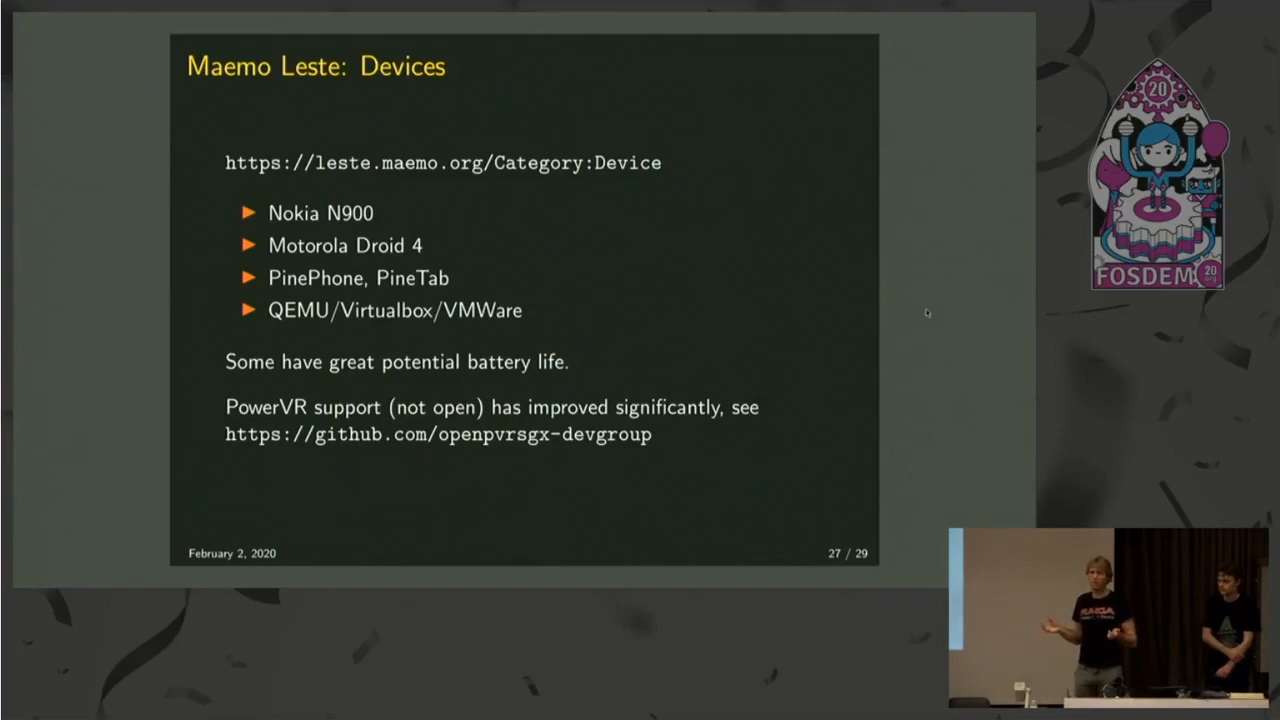 Maemo Leste: Devices
https://leste.maemo.org/Category:Device
Nokia N900
Motorola Droid 4
PinePhone, PineTab
QEMU/Virtualbox/VMWare
Some have great potential battery life.
PowerVR support (not open) has improved significantly, see
https://github.com/openpvrsgx-devgroup
February 2, 2020
27 / 29
20
FOSDEM
20
org